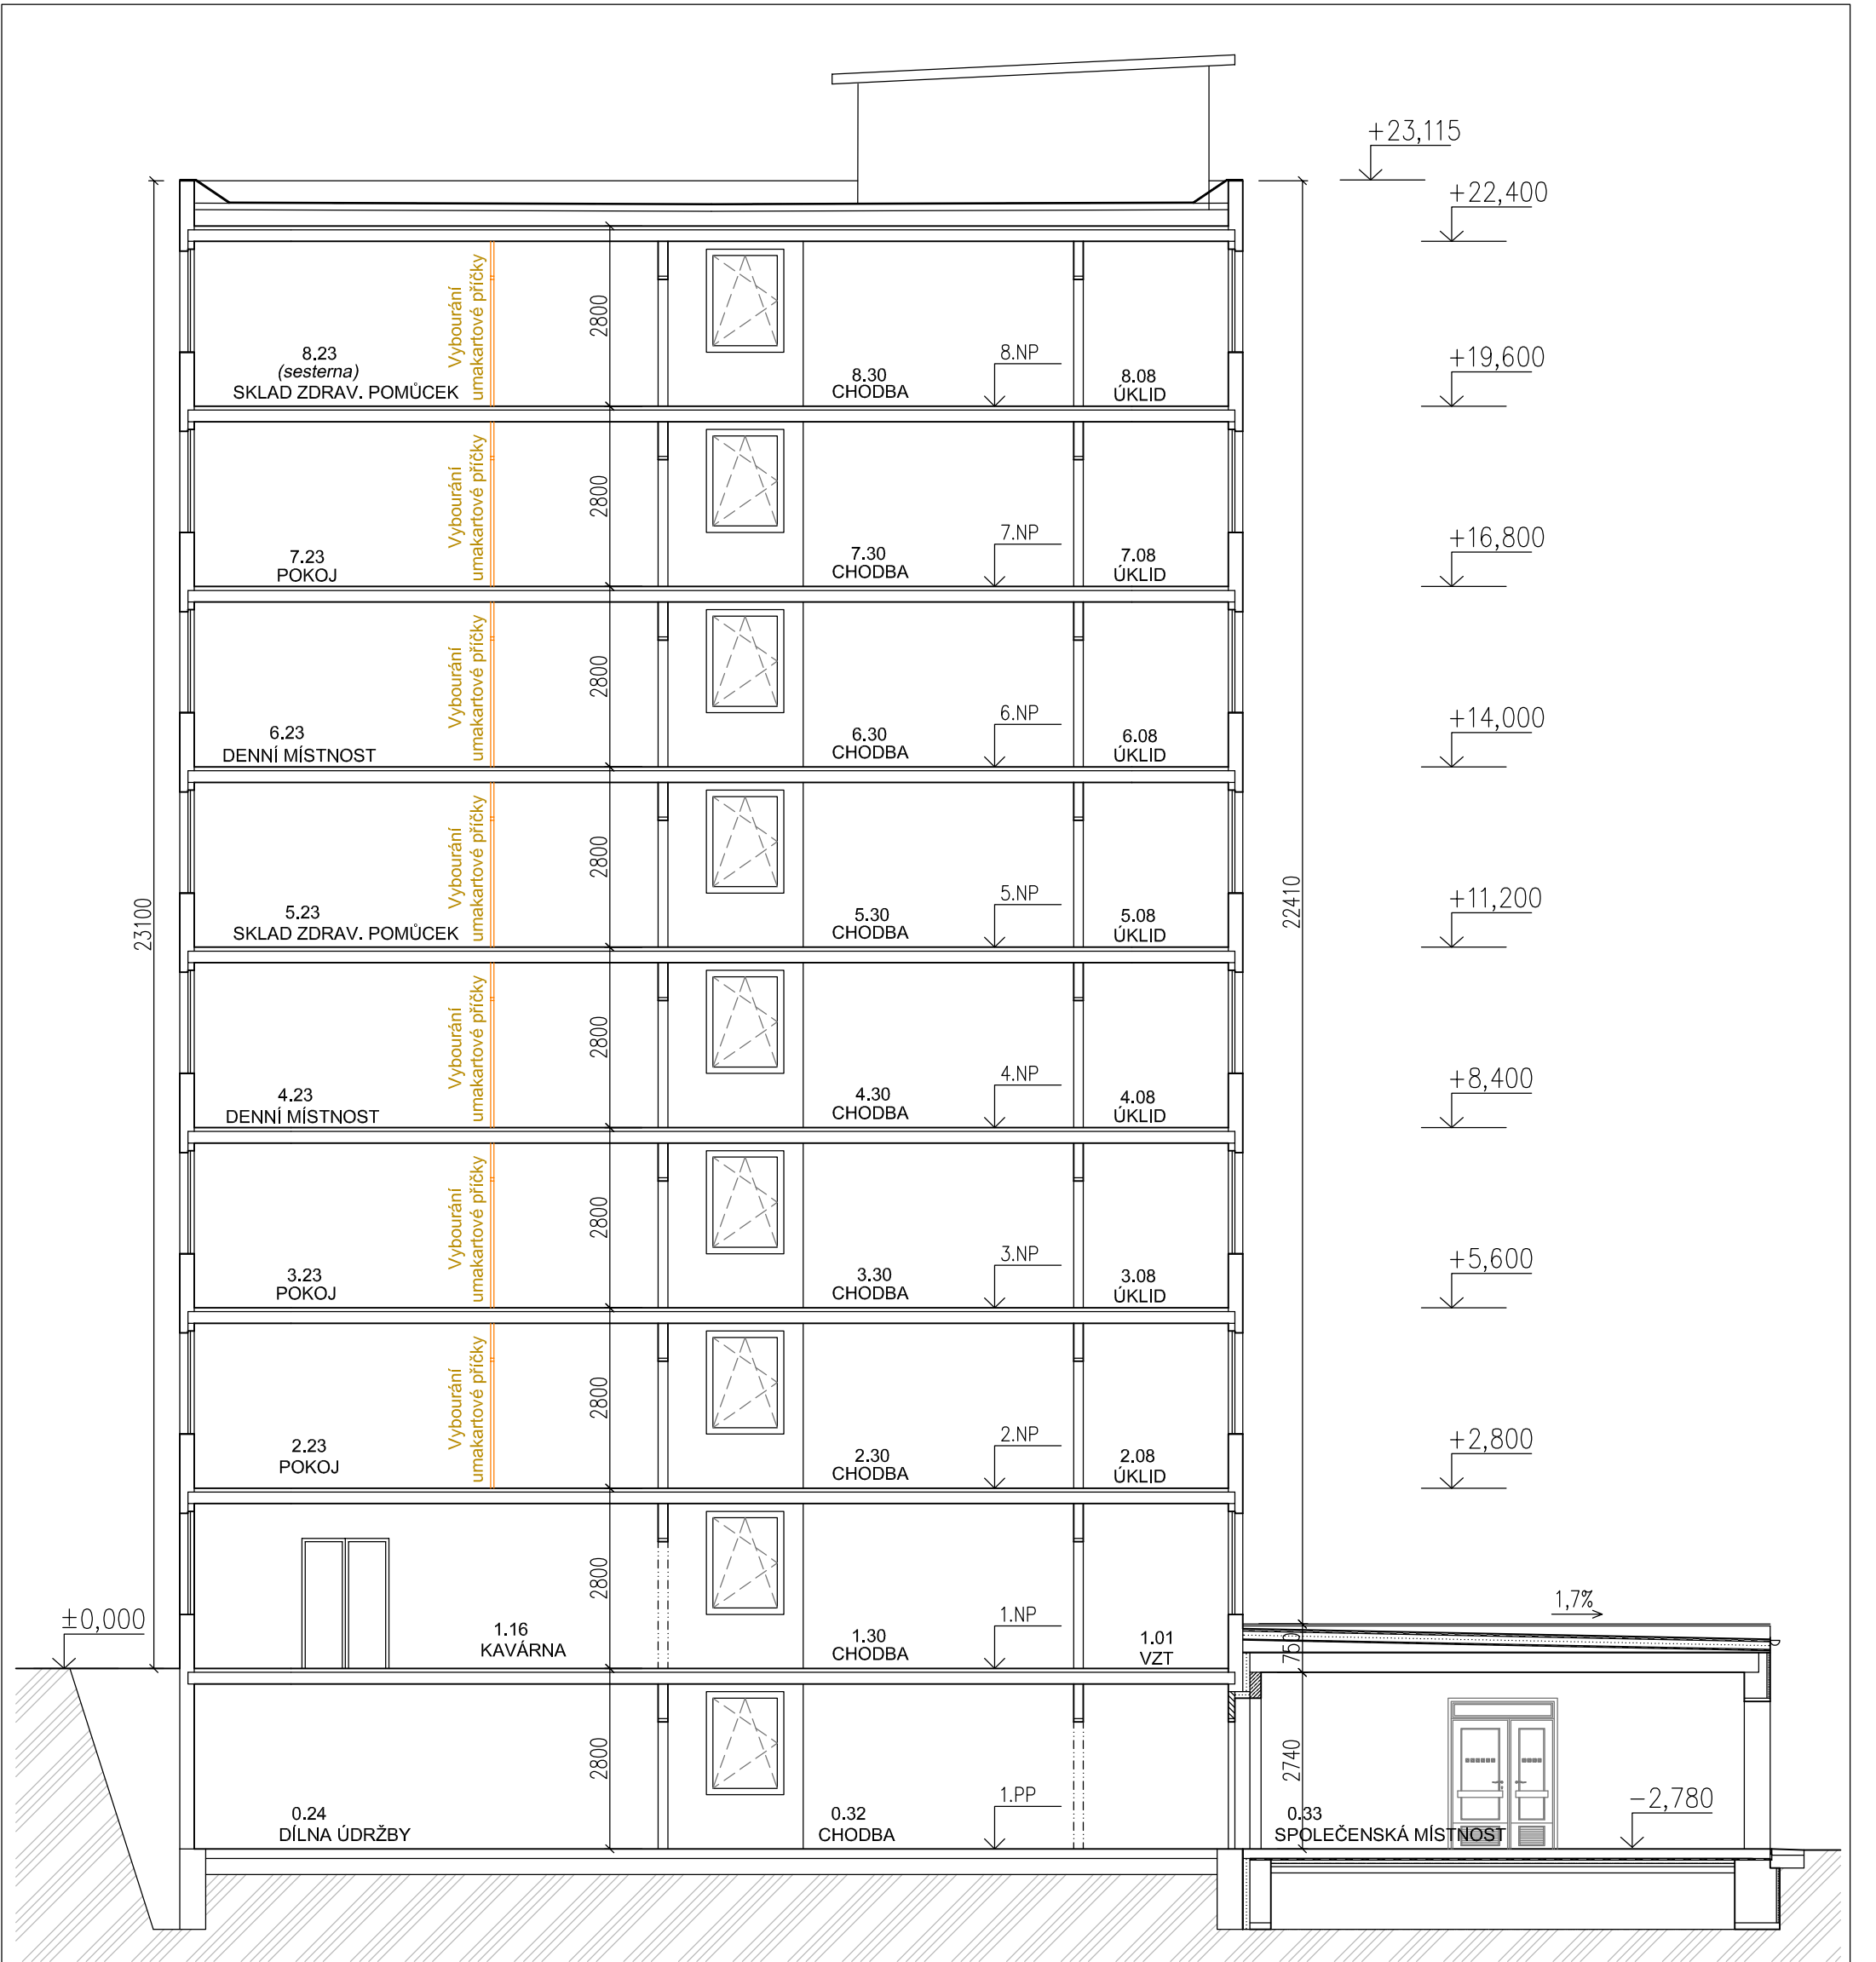 +23,115
+22,400
Vybourání
umakartové příčky
2800
8.23
(sesterna)
SKLAD ZDRAV. POMŮCEK
8.30
CHODBA
8.NP
8.08
ÚKLID
+19,600
Vybourání
umakartové příčky
2800
7.23
POKOJ
7.30
CHODBA
7.NP
7.08
ÚKLID
+16,800
Vybourání
umakartové příčky
2800
6.23
DENNÍ MÍSTNOST
6.30
CHODBA
6.NP
6.08
ÚKLID
+14,000
23100
Vybourání
umakartové příčky
2800
5.23
SKLAD ZDRAV. POMŮCEK
5.30
CHODBA
5.NP
5.08
ÚKLID
22410
+11,200
Vybourání
umakartové příčky
2800
4.23
DENNÍ MÍSTNOST
4.30
CHODBA
4.NP
4.08
ÚKLID
+8,400
Vybourání
umakartové příčky
2800
3.23
POKOJ
3.30
CHODBA
3.NP
3.08
ÚKLID
+5,600
Vybourání
umakartové příčky
2800
2.23
POKOJ
2.30
CHODBA
2.NP
2.08
ÚKLID
+2,800
±0,000
2800
1.16
KAVÁRNA
1.30
CHODBA
1.NP
1.01
VZT
1,7%
760
2800
0.24
DÍLNA ÚDRŽBY
0.32
CHODBA
1.PP
2740
0.33
SPOLEČENSKÁ MÍSTNOST
-2,780